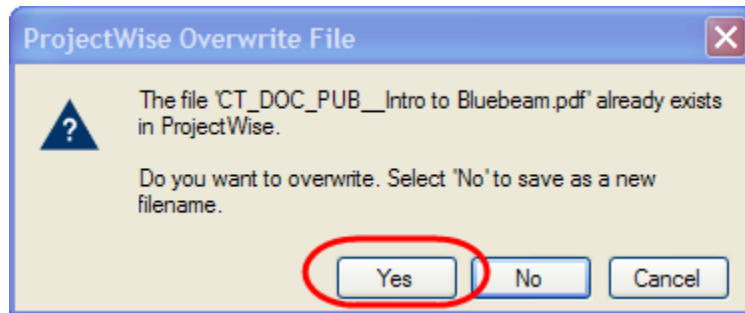 ProjectWise Overwrite File
The file 'CT_DOC_PUB__Intro to Bluebeam.pdf' already exists
in ProjectWise.
Do you want to overwrite. Select 'No' to save as a new
filename.
Yes No Cancel